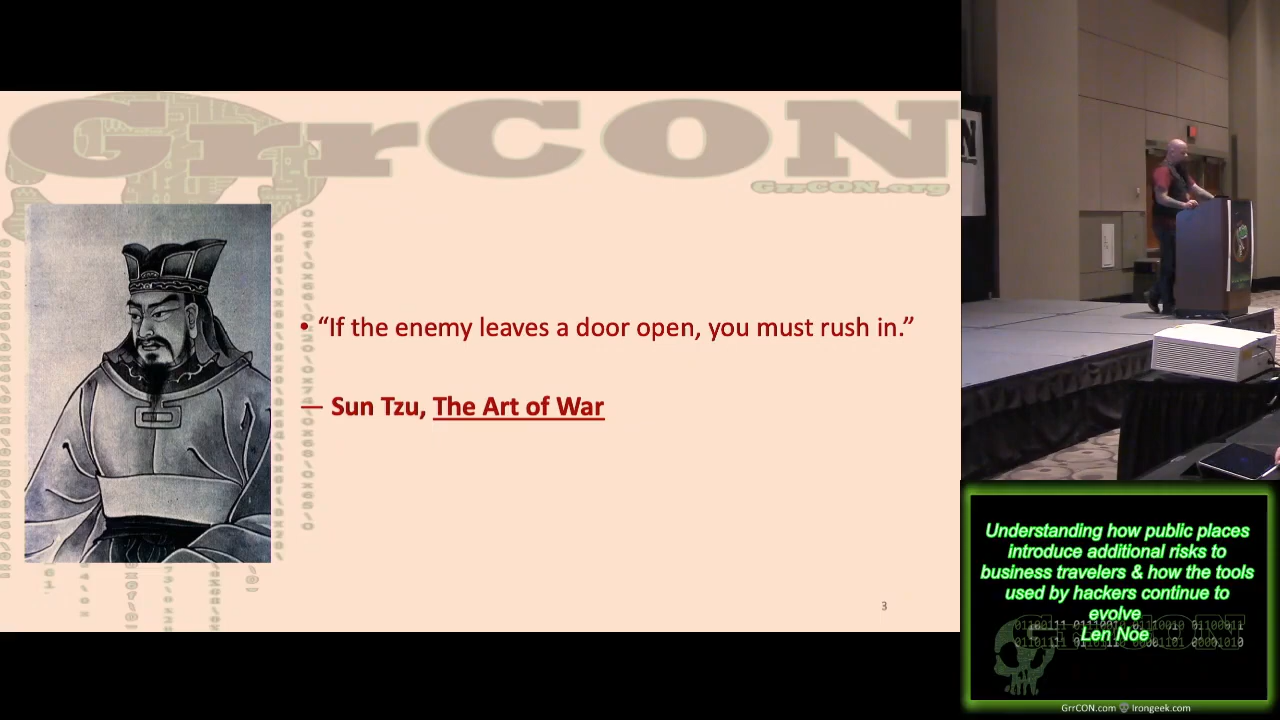 GrrCON
GrrCON.org
• “If the enemy leaves a door open, you must rush in.”
— Sun Tzu, The Art of War
3
Understanding how public places
introduce additional risks to
business travelers & how the tools
used by hackers continue to
evolve
Len Noe
GrrCON
GrrCON.com Irongeek.com